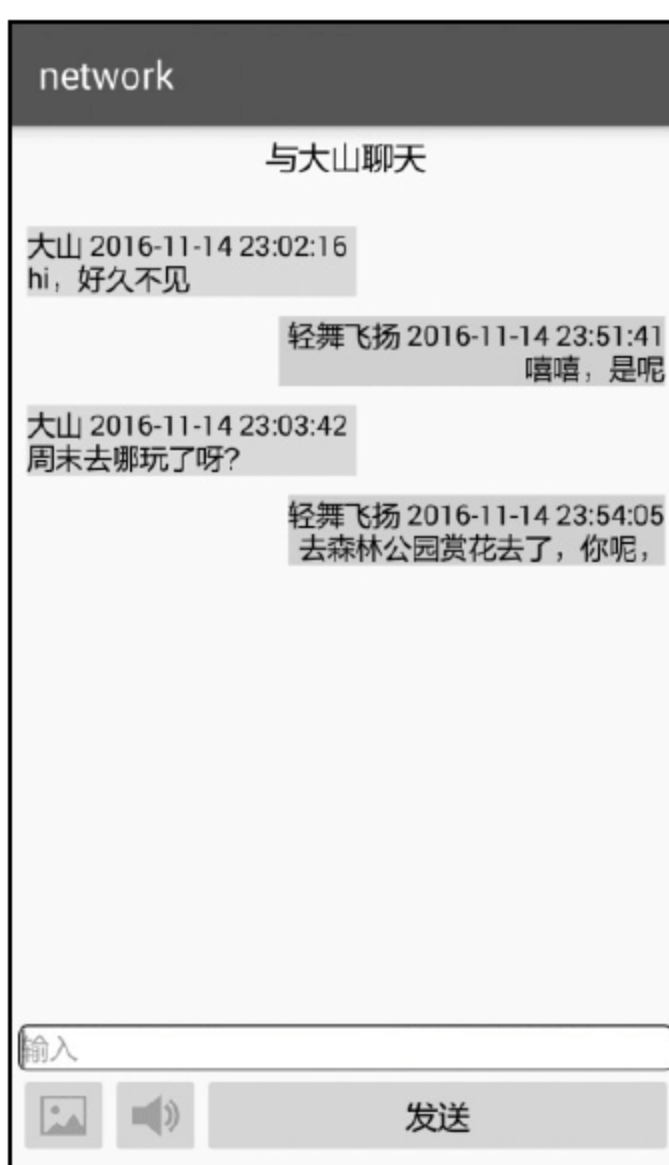 network
与大山聊天
大山 2016-11-14 23:02:16
hi，好久不见
轻舞飞扬 2016-11-14 23:51:41
嘻嘻，是呢
大山 2016-11-14 23:03:42
周末去哪玩了呀?
轻舞飞扬 2016-11-14 23:54:05
去森林公园赏花去了，你呢，
输入
发送